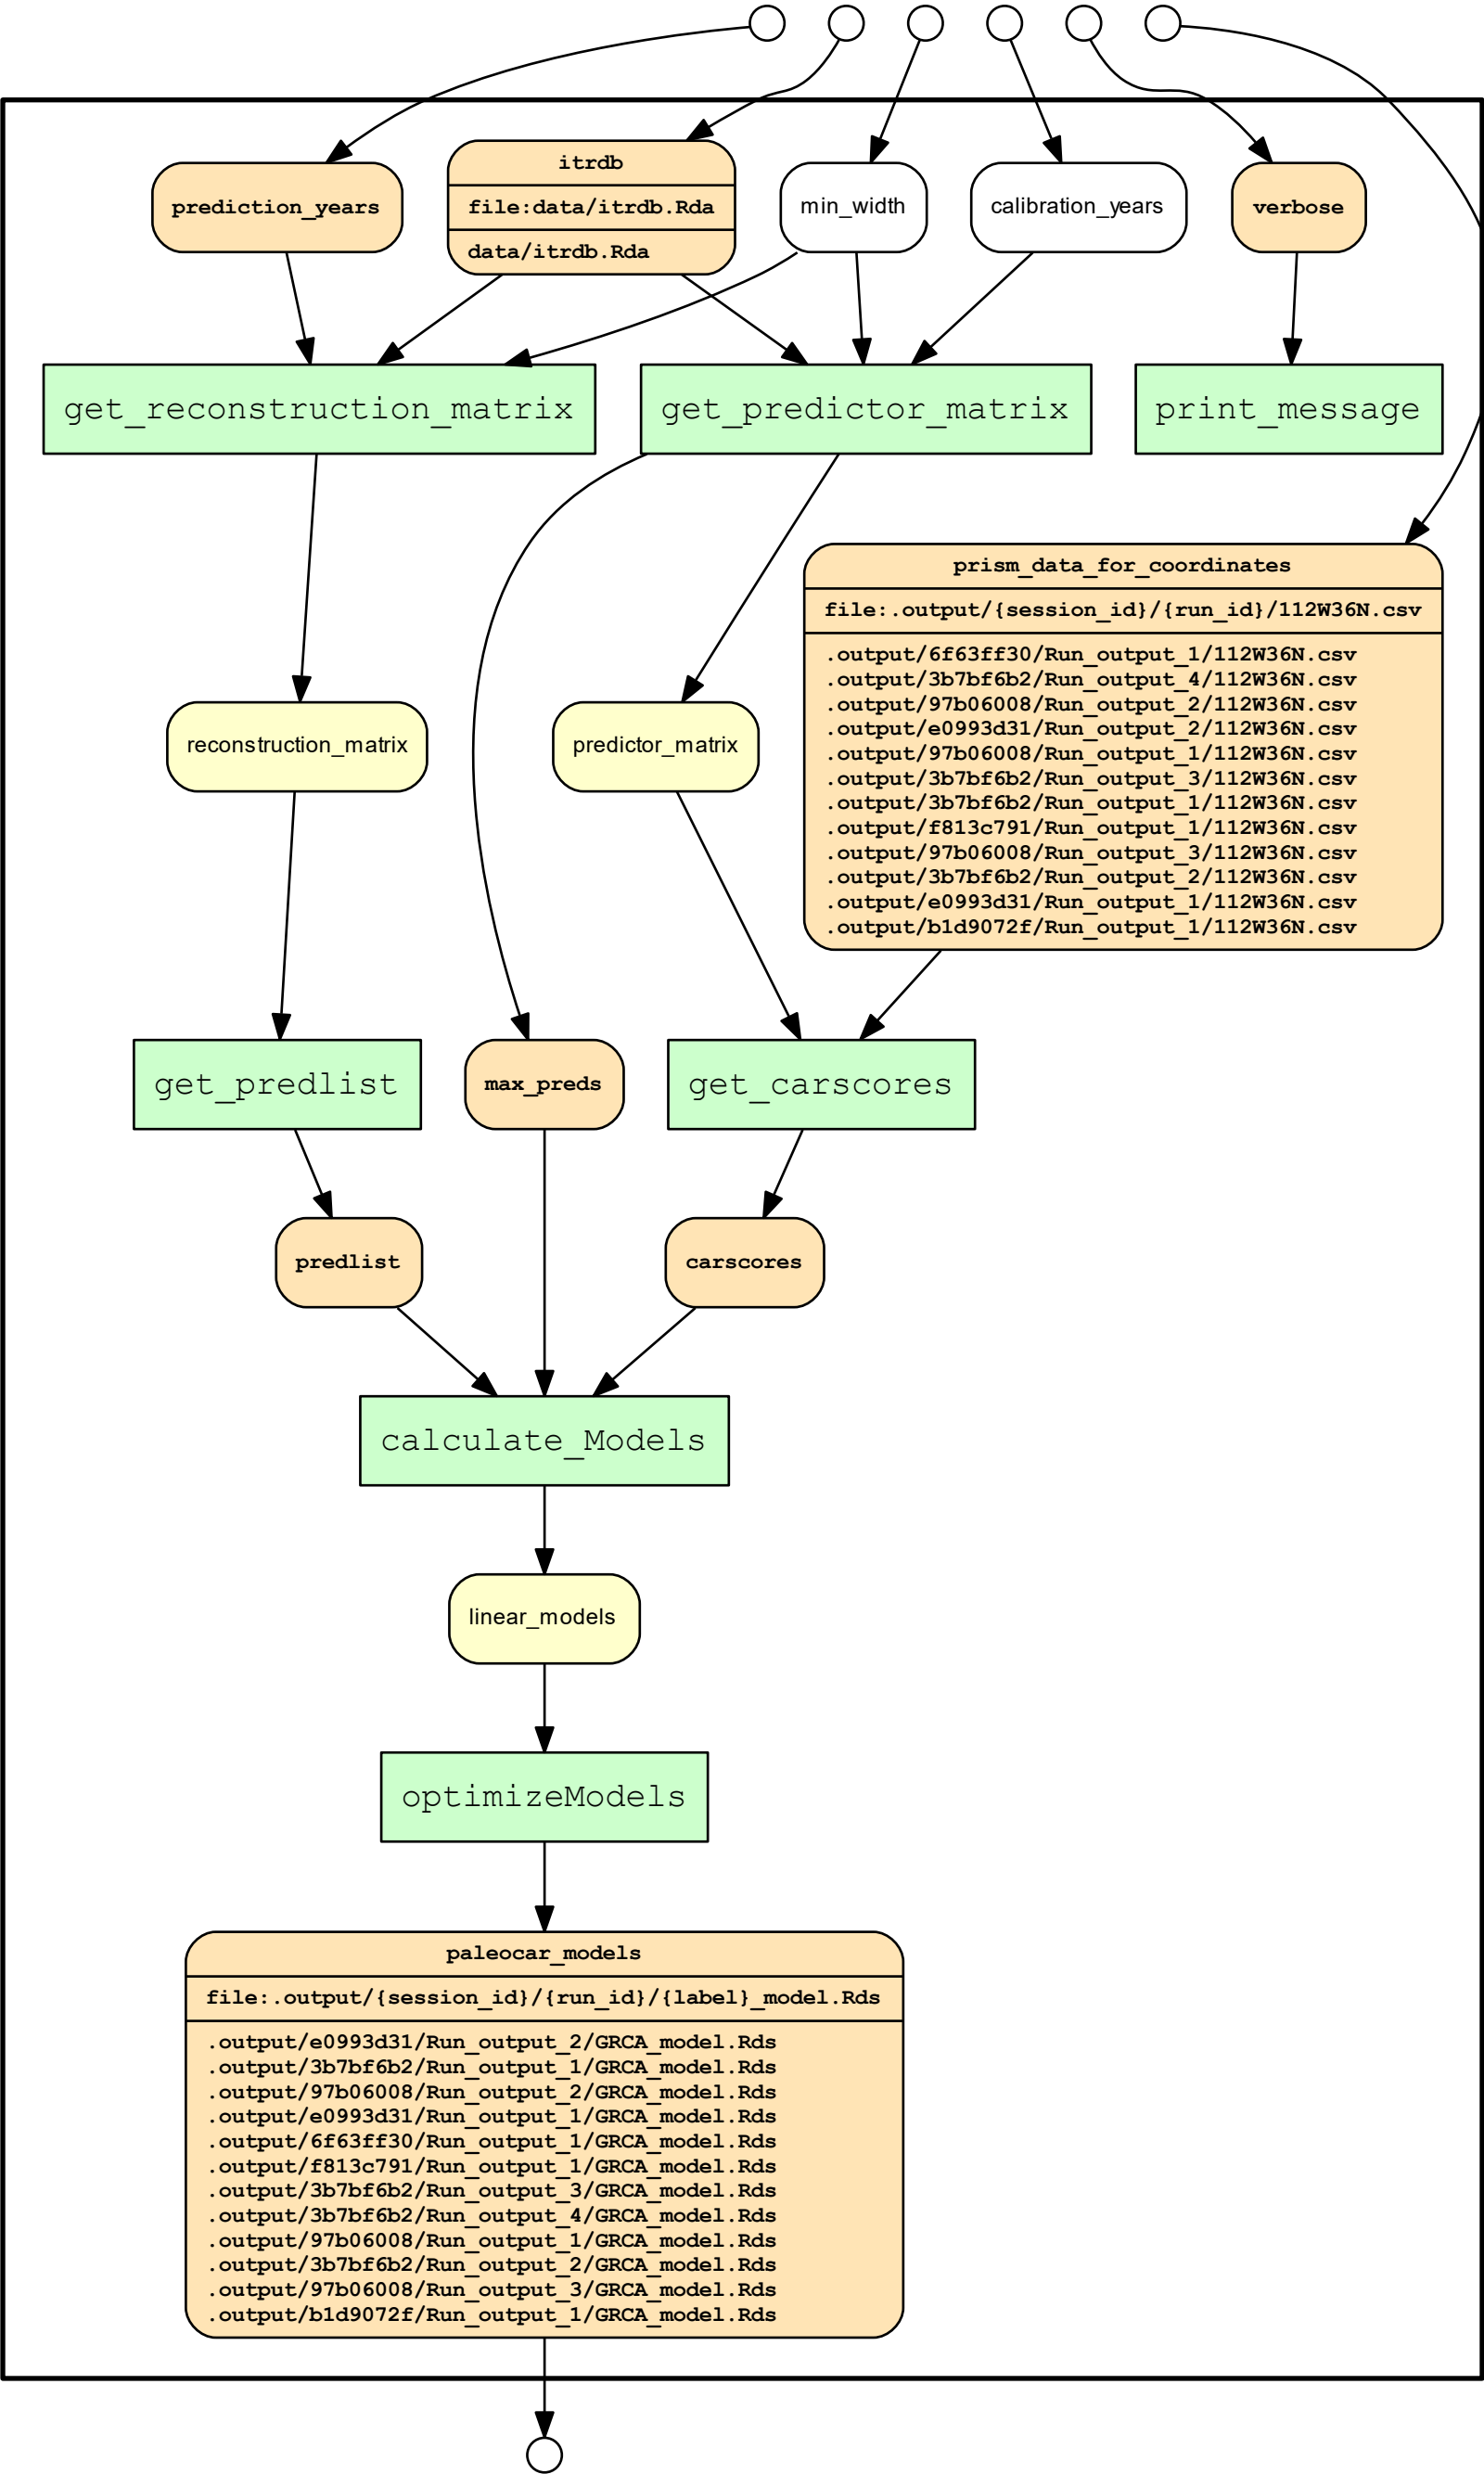 prediction_years
itrdb
file:data/itrdb.Rda
data/itrdb.Rda
min_width
calibration_years
verbose
get_reconstruction_matrix
get_predictor_matrix
print_message
prism_data_for_coordinates
file:.output/{session_id}/{run_id}/112W36N.csv
.output/6f63ff30/Run_output_1/112W36N.csv
.output/3b7bf6b2/Run_output_4/112W36N.csv
.output/97b06008/Run_output_2/112W36N.csv
.output/e0993d31/Run_output_2/112W36N.csv
.output/97b06008/Run_output_1/112W36N.csv
.output/3b7bf6b2/Run_output_3/112W36N.csv
.output/3b7bf6b2/Run_output_1/112W36N.csv
.output/f813c791/Run_output_1/112W36N.csv
.output/97b06008/Run_output_3/112W36N.csv
.output/3b7bf6b2/Run_output_2/112W36N.csv
.output/e0993d31/Run_output_1/112W36N.csv
.output/b1d9072f/Run_output_1/112W36N.csv
reconstruction_matrix
predictor_matrix
get_predlist
max_preds
get_carscores
predlist
carscores
calculate_Models
linear_models
optimizeModels
paleocar_models
file:.output/{session_id}/{run_id}/{label}_model.Rds
.output/e0993d31/Run_output_2/GRCA_model.Rds
.output/3b7bf6b2/Run_output_1/GRCA_model.Rds
.output/97b06008/Run_output_2/GRCA_model.Rds
.output/e0993d31/Run_output_1/GRCA_model.Rds
.output/6f63ff30/Run_output_1/GRCA_model.Rds
.output/f813c791/Run_output_1/GRCA_model.Rds
.output/3b7bf6b2/Run_output_3/GRCA_model.Rds
.output/3b7bf6b2/Run_output_4/GRCA_model.Rds
.output/97b06008/Run_output_1/GRCA_model.Rds
.output/3b7bf6b2/Run_output_2/GRCA_model.Rds
.output/97b06008/Run_output_3/GRCA_model.Rds
.output/b1d9072f/Run_output_1/GRCA_model.Rds